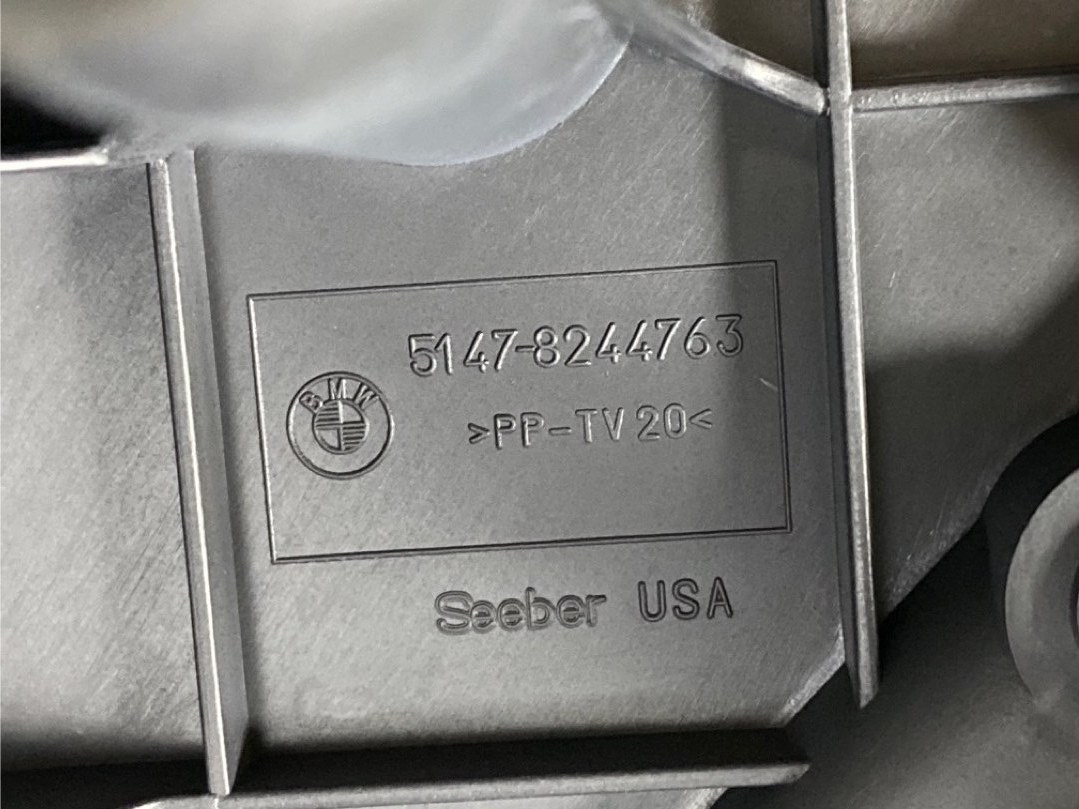 5147-8244763
BMW
>PP-TV20<
Seeber USA